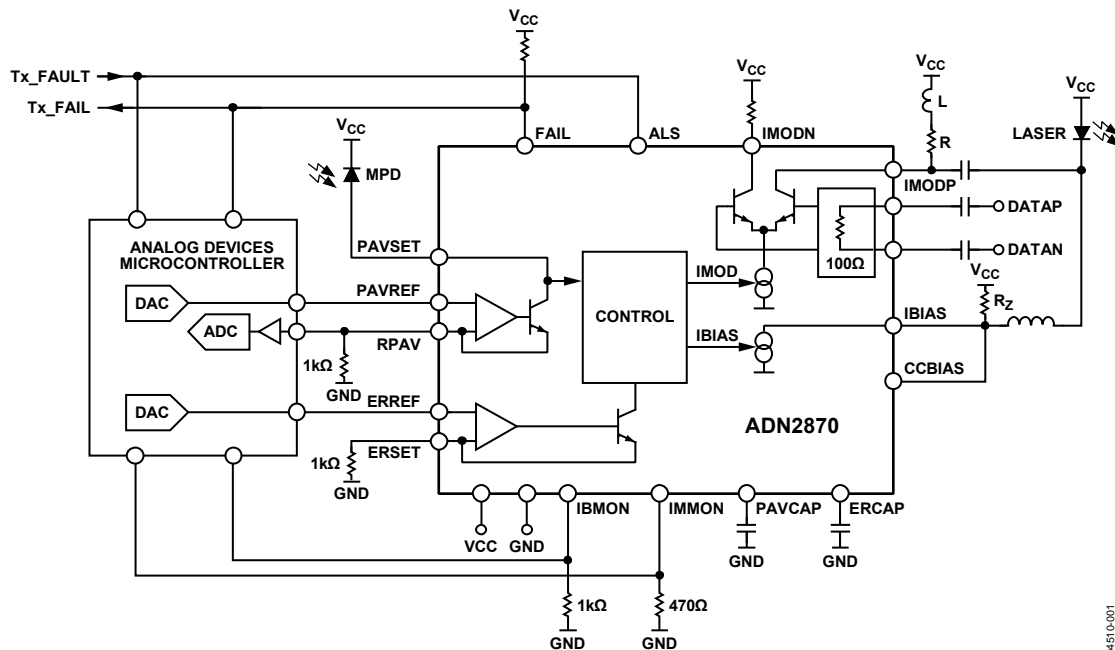 VCC
Tx_FAULT
Tx_FAIL
VCC
VCC
L
VCC
LASER
VCC
FAIL
ALS
IMODN
R
MPD
IMODP
DATAP
ANALOG DEVICES
MICROCONTROLLER
PAVSET
100Ω
DATAN
DAC
PAVREF
IMOD
VCC
RZ
ADC
CONTROL
IBIAS
RPAV
IBIAS
1kΩ
GND
CCBIAS
DAC
ERREF
ADN2870
ERSET
1kΩ
GND
VCC
GND
IBMON
IMMON
PAVCAP
ERCAP
GND
GND
1kΩ
470Ω
GND
GND
04510-001